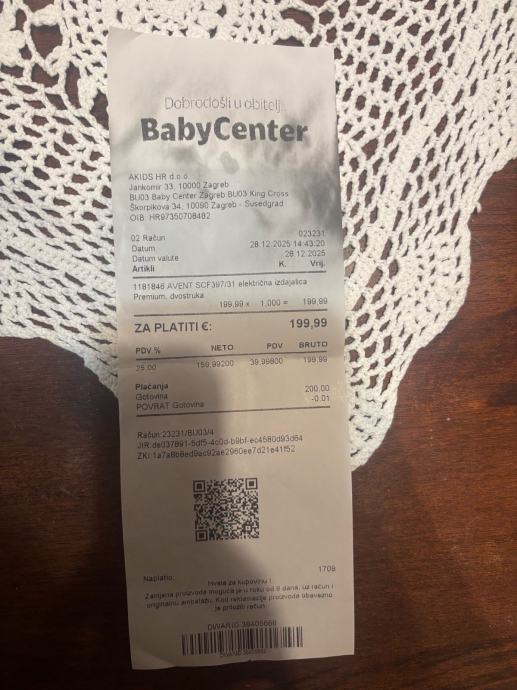 Dobrodošli u obitelj
BabyCenter
AKIDS HR d.o.o.
Jankomir 33, 10000 Zagreb
BU03 Baby Center Zagreb BU03 King Cross
Škorpikova 34, 10090 Zagreb - Susedgrad
OIB: HR97350708482
02 Račun 023231
Datum 28.12.2025 14:43:20
Datum valute 28.12.2025
Artikli K. Vrij.
1181846 AVENT SCF397/31 električna izdajalica
Premium, dvostruka
199,99 x 1,000 = 199,99
ZA PLATITI €: 199,99
PDV % NETO PDV BRUTO
25,00 159,99200 39,99800 199,99
Plaćanja
Gotovina 200,00
POVRAT Gotovina -0,01
Račun:23231/BU03/4
JIR:de037891-5df5-4c0d-b9bf-ec4580d93d64
ZKI:1a7a8b8ed9ac92ae2960ee7d21e41f52
Naplatio: 1709
Hvala za kupovinu !
Zamjena proizvoda moguća je u roku od 8 dana, uz račun i
originalnu ambalažu. Kod reklamacije proizvoda obavezno
je priložiti račun.
DWARIG 38405668